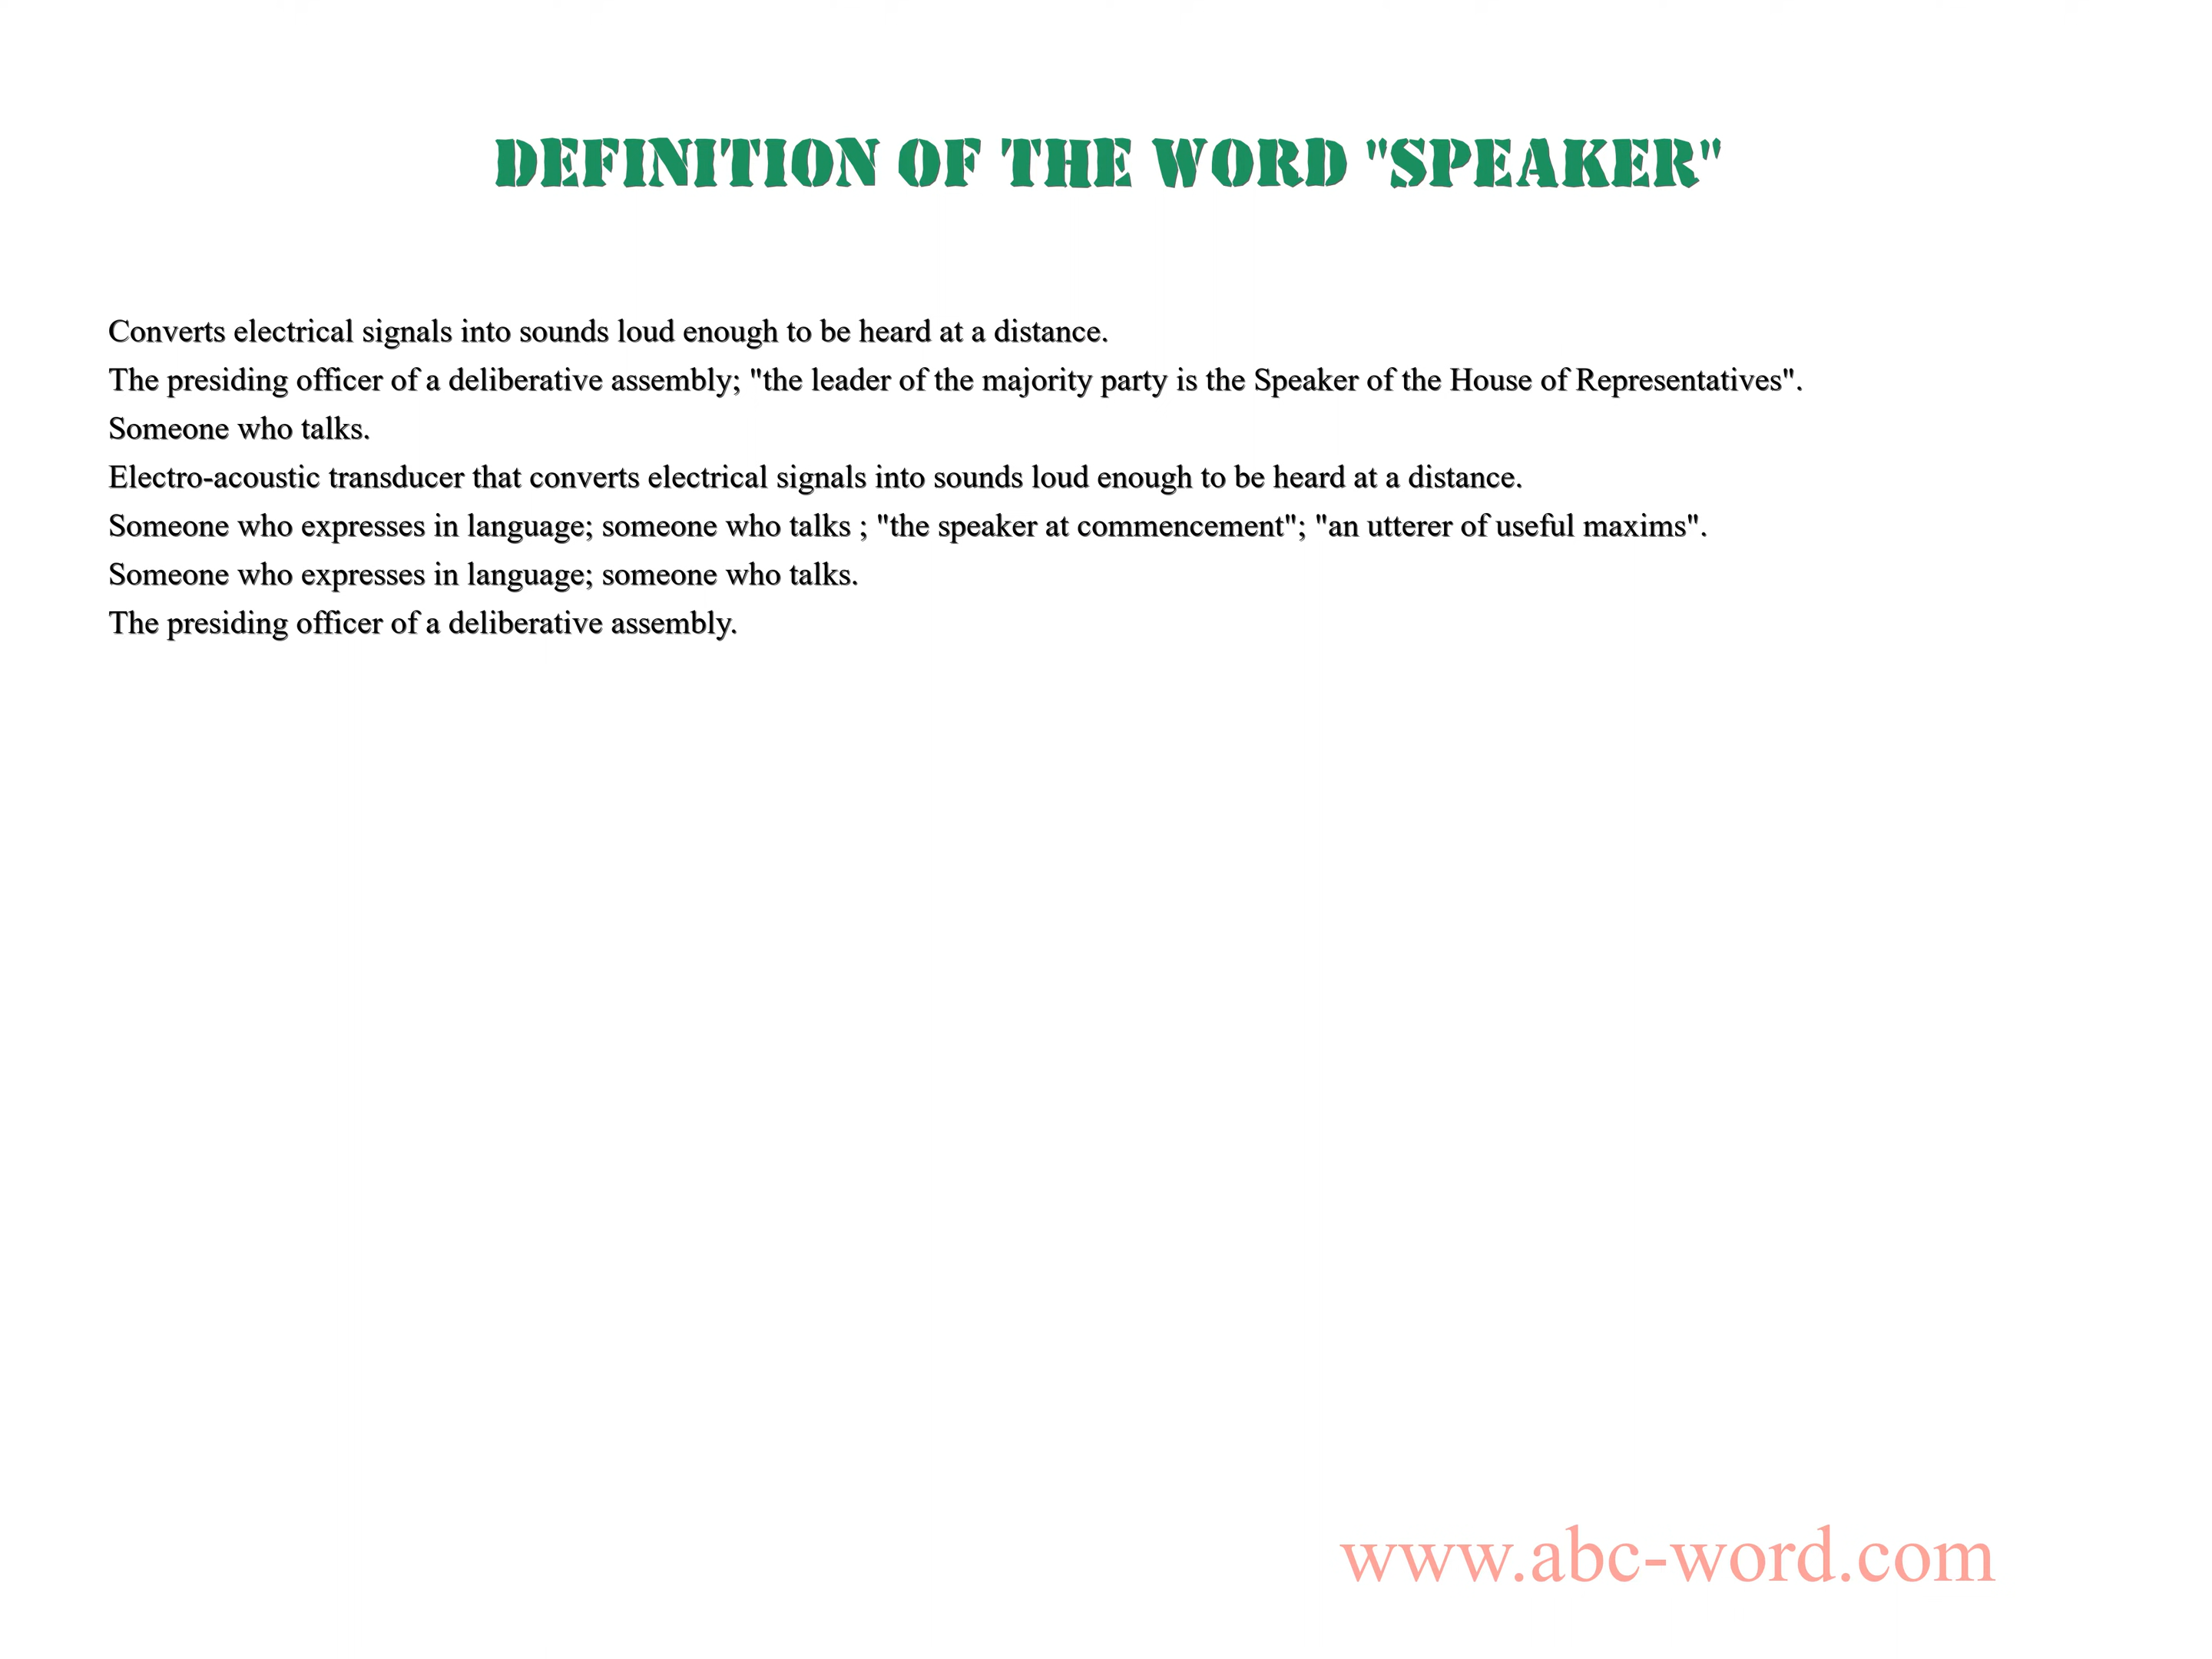 DEFINITION OF THE WORD "SPEAKER"
Converts electrical signals into sounds loud enough to be heard at a distance.
The presiding officer of a deliberative assembly; "the leader of the majority party is the Speaker of the House of Representatives".
Someone who talks.
Electro-acoustic transducer that converts electrical signals into sounds loud enough to be heard at a distance.
Someone who expresses in language; someone who talks ; "the speaker at commencement"; "an utterer of useful maxims".
Someone who expresses in language; someone who talks.
The presiding officer of a deliberative assembly.
www.abc-word.com